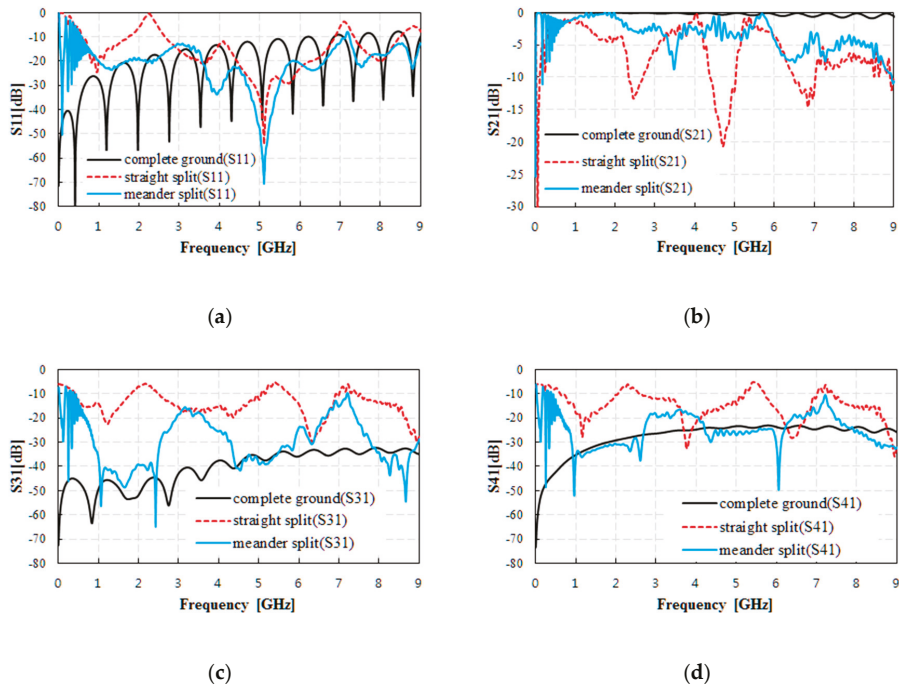 S11[dB]
0
-10
-20
-30
-40
-50
-60
-70
-80
complete ground(S11)
straight split(S11)
meander split(S11)
0 1 2 3 4 5 6 7 8 9
Frequency [GHz]
(a)
S21[dB]
0
-5
-10
-15
-20
-25
-30
complete ground(S21)
straight split(S21)
meander split(S21)
0 1 2 3 4 5 6 7 8 9
Frequency [GHz]
(b)
S31[dB]
0
-10
-20
-30
-40
-50
-60
-70
-80
complete ground(S31)
straight split(S31)
meander split(S31)
0 1 2 3 4 5 6 7 8 9
Frequency [GHz]
(c)
S41[dB]
0
-10
-20
-30
-40
-50
-60
-70
-80
complete ground(S41)
straight split(S41)
meander split(S41)
0 1 2 3 4 5 6 7 8 9
Frequency [GHz]
(d)